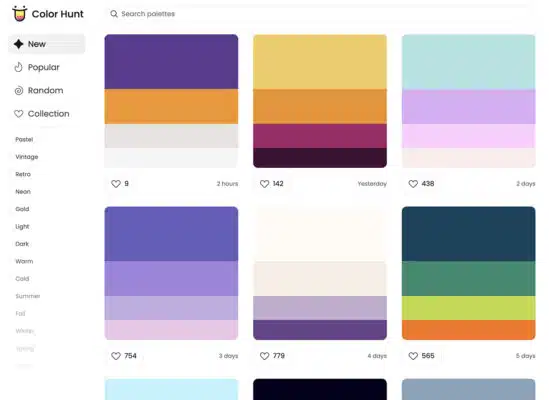 Color Hunt
Search palettes
New
Popular
Random
Collection
Pastel
Vintage
Retro
Neon
Gold
Light
Dark
Warm
Cold
Summer
Fall
Winter
Spring
9 2 hours
142 Yesterday
438 2 days
754 3 days
779 4 days
565 5 days